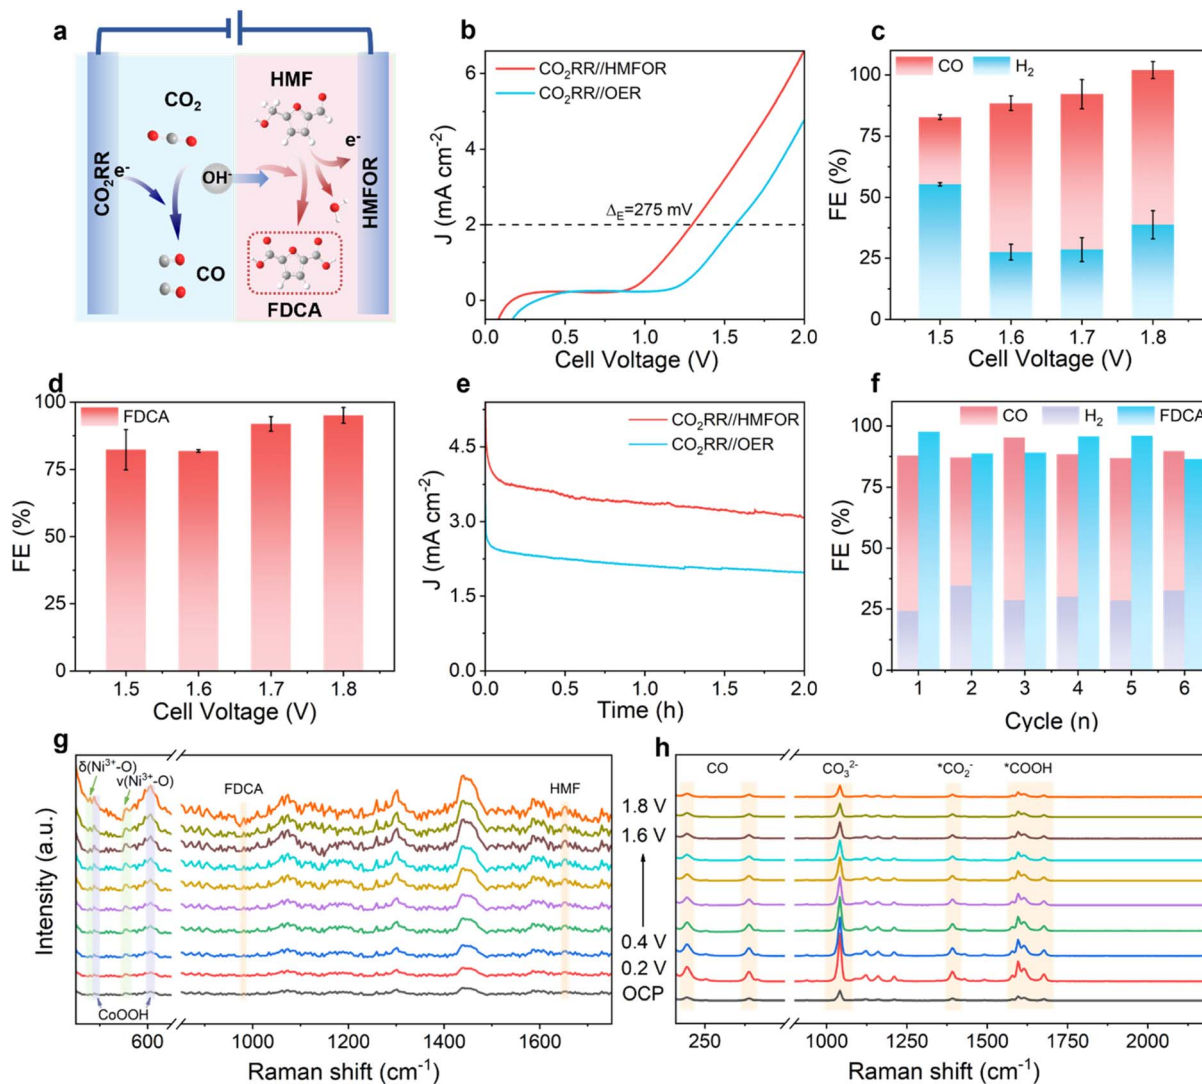 a
HMF
CO₂
e⁻
CO₂RR
e⁻
OH⁻
HMFOR
CO
FDCA
b
CO₂RR//HMFOR
CO₂RR//OER
Δ_E=275 mV
J (mA cm⁻²)
6
4
2
0
0.0 0.5 1.0 1.5 2.0
Cell Voltage (V)
c
CO H₂
FE (%)
100
75
50
25
0
1.5 1.6 1.7 1.8
Cell Voltage (V)
d
FDCA
FE (%)
100
75
50
25
0
1.5 1.6 1.7 1.8
Cell Voltage (V)
e
CO₂RR//HMFOR
CO₂RR//OER
J (mA cm⁻²)
4.5
3.0
1.5
0.0
0.0 0.5 1.0 1.5 2.0
Time (h)
f
CO H₂ FDCA
FE (%)
100
75
50
25
0
1 2 3 4 5 6
Cycle (n)
g
δ(Ni³⁺-O)
ν(Ni³⁺-O)
FDCA HMF
CoOOH
Intensity (a.u.)
600 1000 1200 1400 1600
Raman shift (cm⁻¹)
h
CO CO₃²⁻ *CO₂⁻ *COOH
1.8 V
1.6 V
0.4 V
0.2 V
OCP
250 1000 1250 1500 1750 2000
Raman shift (cm⁻¹)